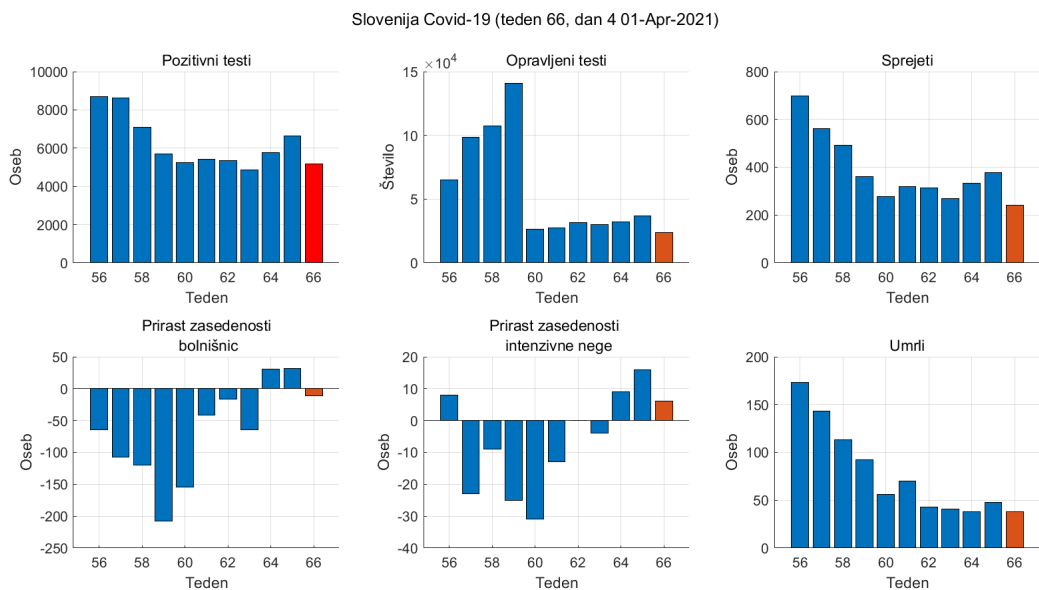 Slovenija Covid-19 (teden 66, dan 4 01-Apr-2021)
Pozitivni testi
10000
8000
6000
4000
2000
0
Oseb
56 58 60 62 64 66
Teden
Opravljeni testi
×10⁴
15
10
5
0
Število
56 58 60 62 64 66
Teden
Sprejeti
800
600
400
200
0
Oseb
56 58 60 62 64 66
Teden
Prirast zasedenosti
bolnišnic
50
0
-50
-100
-150
-200
-250
Oseb
56 58 60 62 64 66
Teden
Prirast zasedenosti
intenzivne nege
20
10
0
-10
-20
-30
-40
Oseb
56 58 60 62 64 66
Teden
Umrli
200
150
100
50
0
Oseb
56 58 60 62 64 66
Teden